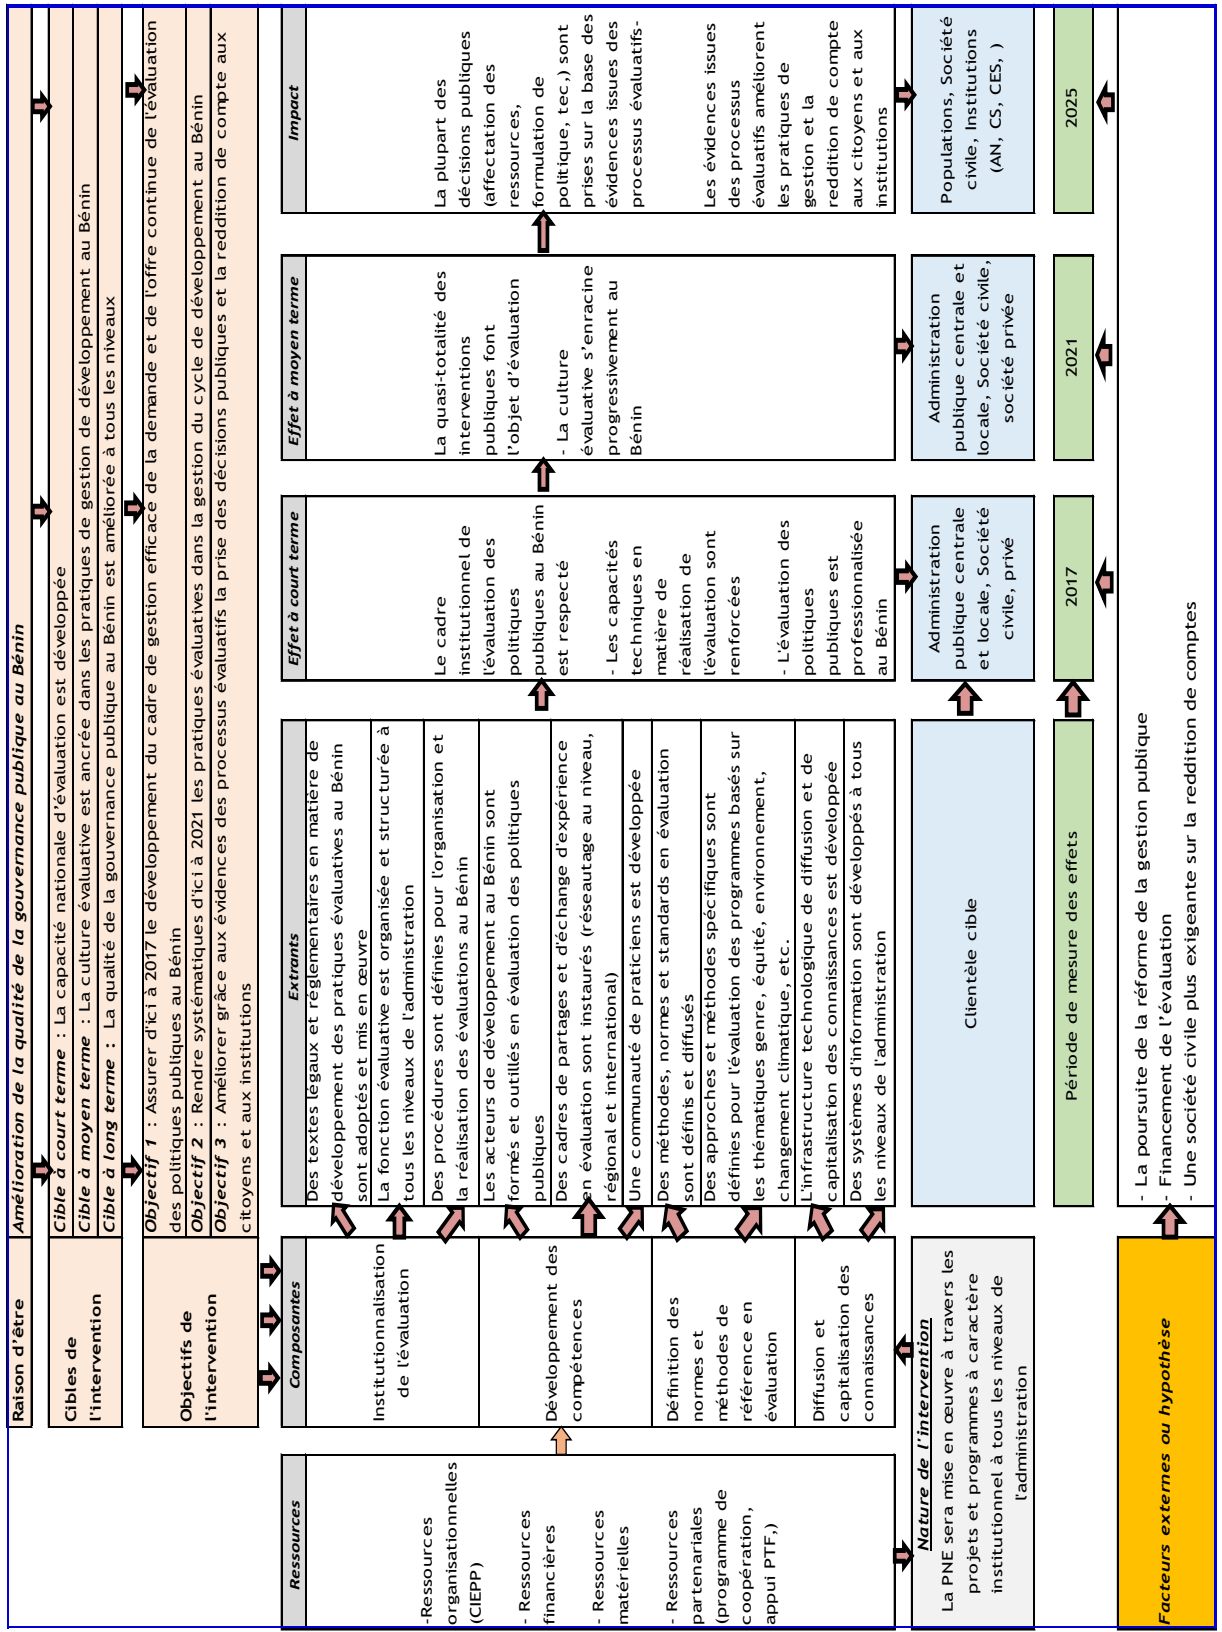 Raison d'être
Amélioration de la qualité de la gouvernance publique au Bénin
Cibles de
l'intervention
Cible à court terme : La capacité nationale d'évaluation est développée
Cible à moyen terme : La culture évaluative est ancrée dans les pratiques de gestion de développement au Bénin
Cible à long terme : La qualité de la gouvernance publique au Bénin est améliorée à tous les niveaux
Objectifs de
l'intervention
Objectif 1 : Assurer d'ici à 2017 le développement du cadre de gestion efficace de la demande et de l'offre continue de l'évaluation
des politiques publiques au Bénin
Objectif 2 : Rendre systématiques d'ici à 2021 les pratiques évaluatives dans la gestion du cycle de développement au Bénin
Objectif 3 : Améliorer grâce aux évidences des processus évaluatifs la prise des décisions publiques et la reddition de compte aux
citoyens et aux institutions
Ressources
-Ressources
organisationnelles
(CIEPP)
- Ressources
financières
- Ressources
matérielles
- Ressources
partenariales
(programme de
coopération,
appui PTF,)
Composantes
Institutionnalisation
de l'évaluation
Développement des
compétences
Définition des
normes et
méthodes de
référence en
évaluation
Diffusion et
capitalisation des
connaissances
Extrants
Des textes légaux et réglementaires en matière de
développement des pratiques évaluatives au Bénin
sont adoptés et mis en œuvre
La fonction évaluative est organisée et structurée à
tous les niveaux de l'administration
Des procédures sont définies pour l'organisation et
la réalisation des évaluations au Bénin
Les acteurs de développement au Bénin sont
formés et outillés en évaluation des politiques
publiques
Des cadres de partages et d'échange d'expérience
en évaluation sont instaurés (réseautage au niveau,
régional et international)
Une communauté de praticiens est développée
Des méthodes, normes et standards en évaluation
sont définis et diffusés
Des approches et méthodes spécifiques sont
définies pour l'évaluation des programmes basés sur
les thématiques genre, équité, environnement,
changement climatique, etc.
L'infrastructure technologique de diffusion et de
capitalisation des connaissances est développée
Des systèmes d'information sont développés à tous
les niveaux de l'administration
Effet à court terme
Le cadre
institutionnel de
l'évaluation des
politiques
publiques au Bénin
est respecté
- Les capacités
techniques en
matière de
réalisation de
l'évaluation sont
renforcées
- L'évaluation des
politiques
publiques est
professionnalisée
au Bénin
Effet à moyen terme
La quasi-totalité des
interventions
publiques font
l'objet d'évaluation
- La culture
évaluative s'enracine
progressivement au
Bénin
Impact
La plupart des
décisions publiques
(affectation des
ressources,
formulation de
politique, tec,) sont
prises sur la base des
évidences issues des
processus évaluatifs-
Les évidences issues
des processus
évaluatifs améliorent
les pratiques de
gestion et la
reddition de compte
aux citoyens et aux
institutions
Nature de l'intervention
La PNE sera mise en œuvre à travers les
projets et programmes à caractère
institutionnel à tous les niveaux de
l'administration
Clientèle cible
Administration
publique centrale
et locale, Société
civile, privé
Administration
publique centrale et
locale, Société civile,
société privée
Populations, Société
civile, Institutions
(AN, CS, CES, )
Période de mesure des effets
2017
2021
2025
Facteurs externes ou hypothèse
- La poursuite de la réforme de la gestion publique
- Financement de l'évaluation
- Une société civile plus exigeante sur la reddition de comptes